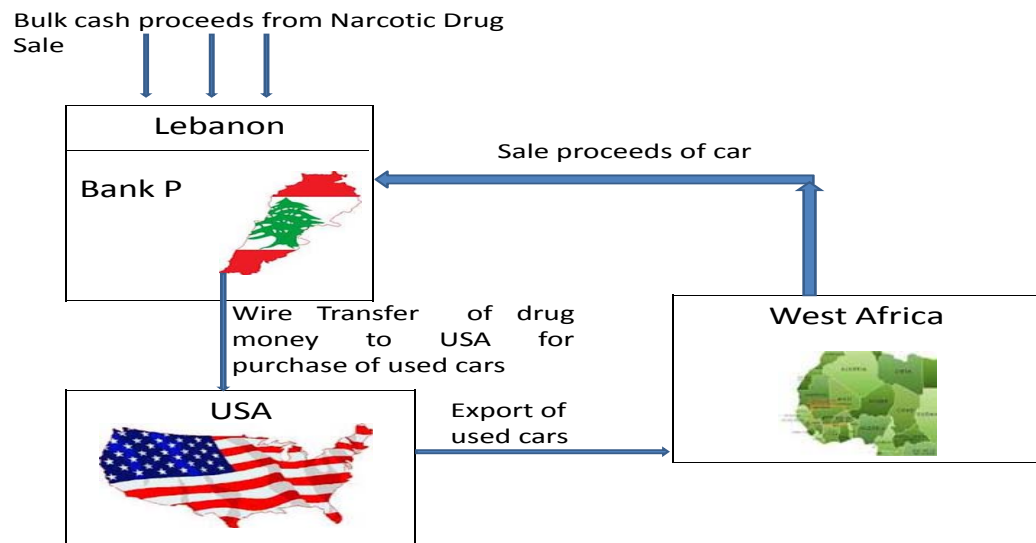 Bulk cash proceeds from Narcotic Drug
Sale
Lebanon
Bank P
Sale proceeds of car
Wire Transfer of drug
money to USA for
purchase of used cars
West Africa
USA
Export of
used cars